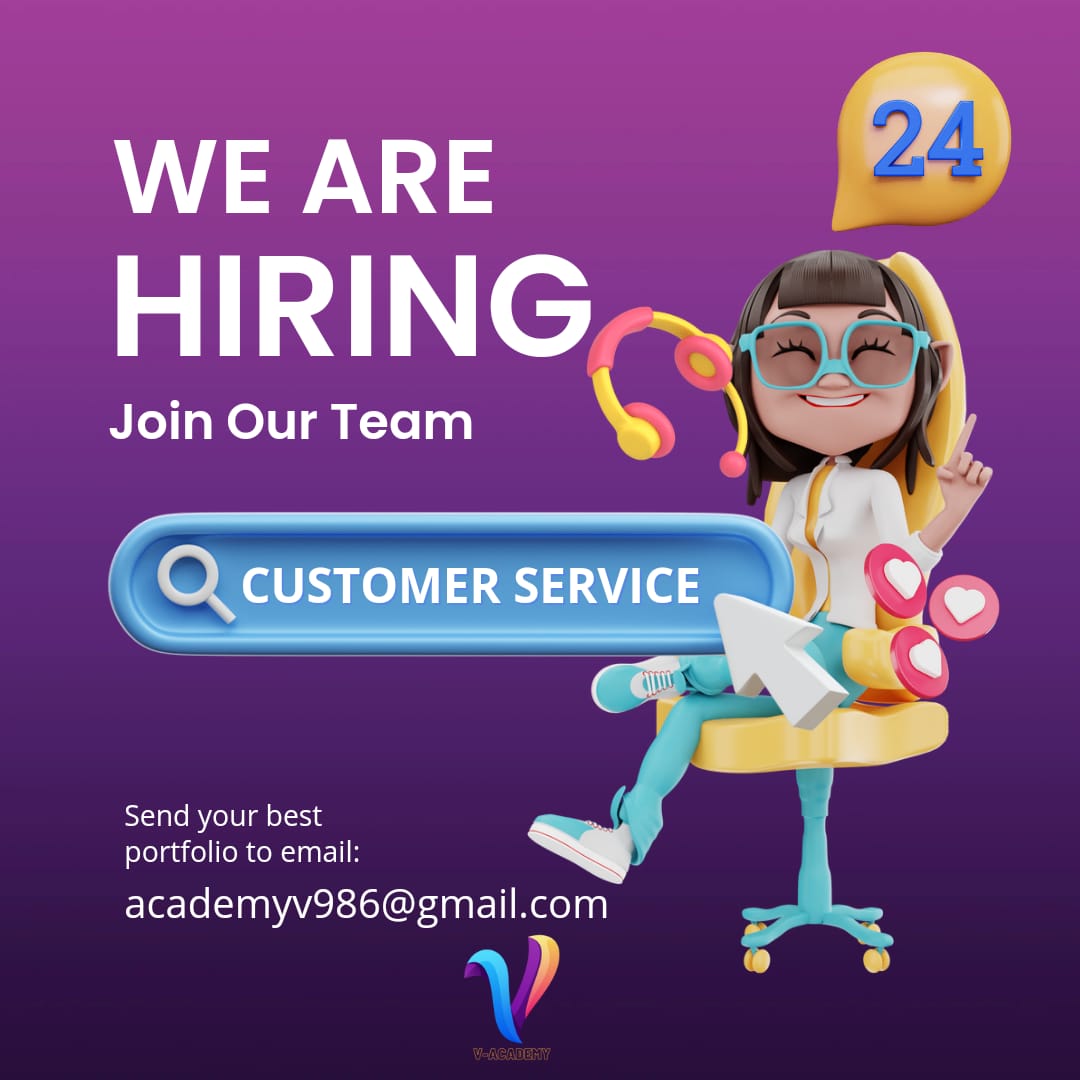 24
WE ARE
HIRING
Join Our Team
CUSTOMER SERVICE
Send your best
portfolio to email:
academyv986@gmail.com
V-ACADEMY